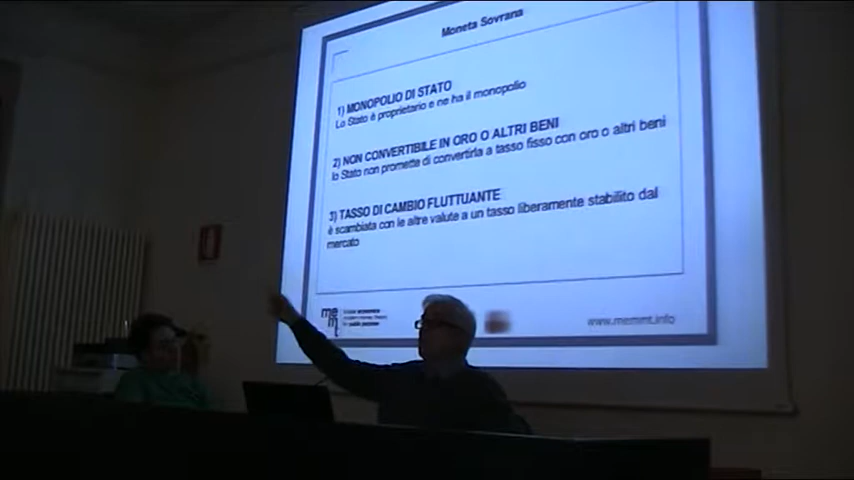 Moneta Sovrana
1) MONOPOLIO DI STATO
Lo Stato è proprietario e ne ha il monopolio
2) NON CONVERTIBILE IN ORO O ALTRI BENI
lo Stato non promette di convertirla a tasso fisso con oro o altri beni
3) TASSO DI CAMBIO FLUTTUANTE
è scambiata con le altre valute a un tasso liberamente stabilito dal
mercato
me
m
t
www.memmt.info